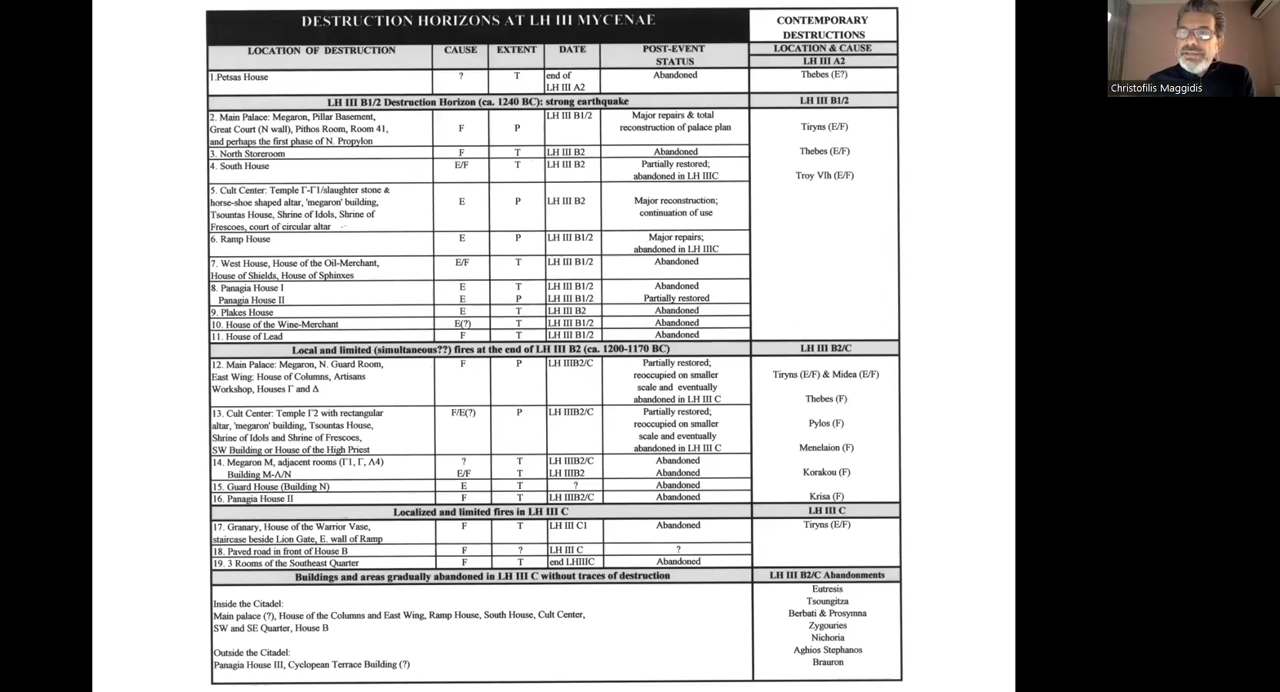 DESTRUCTION HORIZONS AT LH III MYCENAE
CONTEMPORARY
DESTRUCTIONS
LOCATION OF DESTRUCTION CAUSE EXTENT DATE POST-EVENT STATUS LOCATION & CAUSE
LH III A2
1.Petsas House ? T end of LH III A2 Abandoned Thebes (E?)
LH III B1/2 Destruction Horizon (ca. 1240 BC): strong earthquake LH III B1/2
2. Main Palace: Megaron, Pillar Basement, LH III B1/2 Major repairs & total
Great Court (N wall), Pithos Room, Room 41, F P reconstruction of palace plan Tiryns (E/F)
and perhaps the first phase of N. Propylon
3. North Storeroom F T LH III B2 Abandoned Thebes (E/F)
4. South House E/F T LH III B2 Partially restored;
abandoned in LH IIIC Troy VIh (E/F)
5. Cult Center: Temple Γ-Γ1/slaughter stone &
horse-shoe shaped altar, 'megaron' building, E P LH III B2 Major reconstruction;
Tsountas House, Shrine of Idols, Shrine of continuation of use
Frescoes, court of circular altar
6. Ramp House E P LH III B1/2 Major repairs;
abandoned in LH IIIC
7. West House, House of the Oil-Merchant, E/F T LH III B1/2 Abandoned
House of Shields, House of Sphinxes
8. Panagia House I E T LH III B1/2 Abandoned
Panagia House II E P LH III B1/2 Partially restored
9. Plakes House E T LH III B2 Abandoned
10. House of the Wine-Merchant E(?) T LH III B1/2 Abandoned
11. House of Lead F T LH III B1/2 Abandoned
Local and limited (simultaneous??) fires at the end of LH III B2 (ca. 1200-1170 BC) LH III B2/C
12. Main Palace: Megaron, N. Guard Room, F P LH IIIB2/C Partially restored;
East Wing: House of Columns, Artisans reoccupied on smaller Tiryns (E/F) & Midea (E/F)
Workshop, Houses Γ and Δ scale and eventually
abandoned in LH III C Thebes (F)
13. Cult Center: Temple Γ2 with rectangular F/E(?) P LH IIIB2/C Partially restored;
altar, 'megaron' building, Tsountas House, reoccupied on smaller Pylos (F)
Shrine of Idols and Shrine of Frescoes, scale and eventually
SW Building or House of the High Priest abandoned in LH III C Menelaion (F)
14. Megaron M, adjacent rooms (Γ1, Γ, Λ4) ? T LH IIIB2/C Abandoned
Building M-Λ/N E/F T LH IIIB2 Abandoned Korakou (F)
15. Guard House (Building N) E T ? Abandoned
16. Panagia House II F T LH IIIB2/C Abandoned Krisa (F)
Localized and limited fires in LH III C LH III C
17. Granary, House of the Warrior Vase, F T LH III C1 Abandoned Tiryns (E/F)
staircase beside Lion Gate, E. wall of Ramp
18. Paved road in front of House B F ? LH III C ?
19. 3 Rooms of the Southeast Quarter F T end LHIIIC Abandoned
Buildings and areas gradually abandoned in LH III C without traces of destruction LH III B2/C Abandonments
Eutresis
Inside the Citadel: Tsoungitza
Main palace (?), House of the Columns and East Wing, Ramp House, South House, Cult Center, Berbati & Prosymna
SW and SE Quarter, House B Zygouries
Nichoria
Outside the Citadel: Aghios Stephanos
Panagia House III, Cyclopean Terrace Building (?) Brauron
Christofilis Maggidis